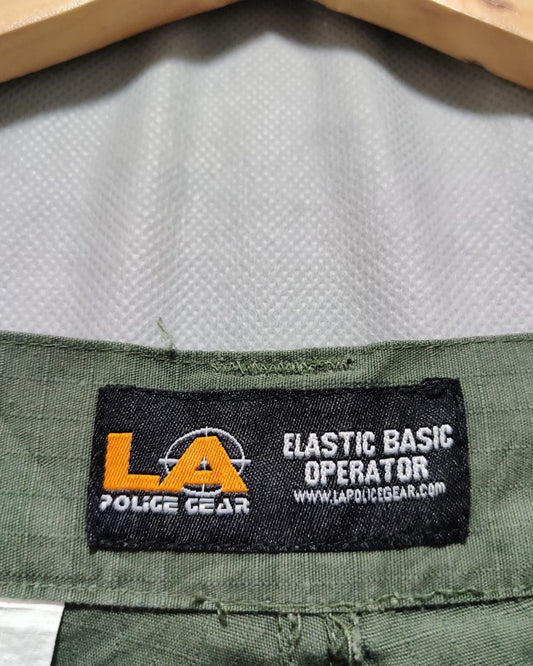 LA
POLICE GEAR
ELASTIC BASIC
OPERATOR
WWW.LAPOLICEGEAR.com